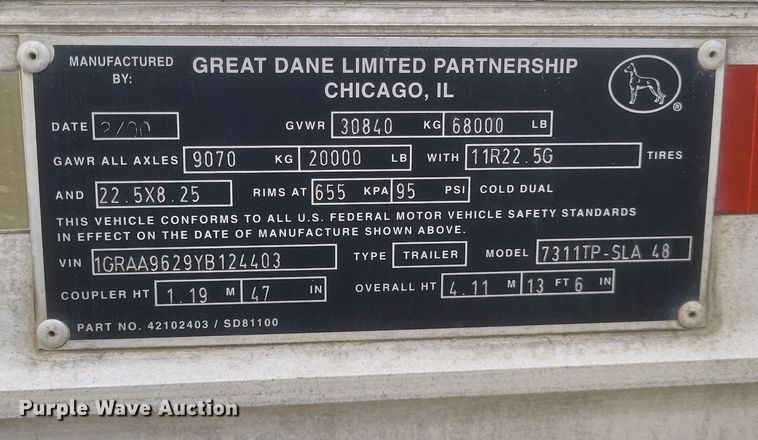 MANUFACTURED BY: GREAT DANE LIMITED PARTNERSHIP
CHICAGO, IL
®
DATE GVWR 30840 KG 68000 LB
GAWR ALL AXLES 9070 KG 20000 LB WITH 11R22.5G TIRES
AND 22.5X8.25 RIMS AT 655 KPA 95 PSI COLD DUAL
THIS VEHICLE CONFORMS TO ALL U.S. FEDERAL MOTOR VEHICLE SAFETY STANDARDS
IN EFFECT ON THE DATE OF MANUFACTURE SHOWN ABOVE.
VIN 1GRAA9629YB124403 TYPE TRAILER MODEL 7311TP-SLA 48
COUPLER HT 1.19 M 47 IN OVERALL HT 4.11 M 13 FT 6 IN
PART NO. 42102403 / SD81100
Purple Wave Auction